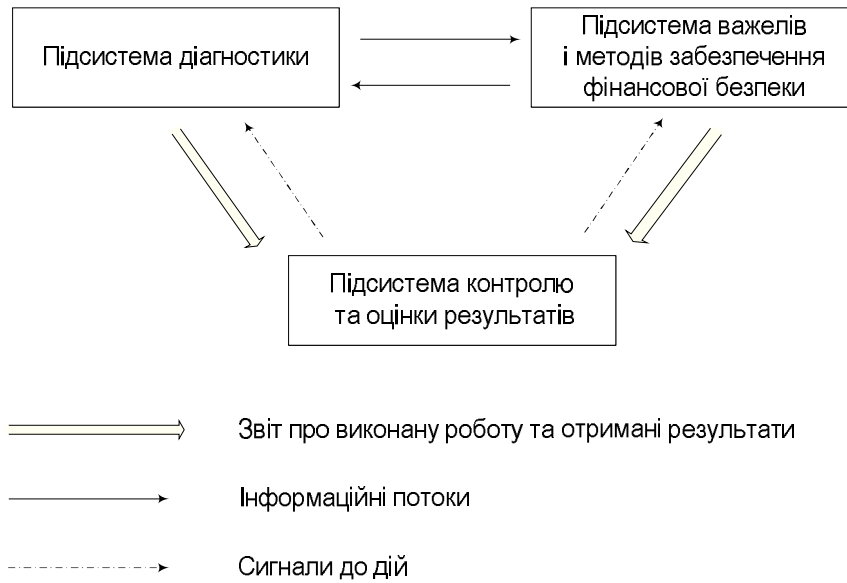 Підсистема діагностики
Підсистема важелів
і методів забезпечення
фінансової безпеки
Підсистема контролю
та оцінки результатів
Звіт про виконану роботу та отримані результати
Інформаційні потоки
Сигнали до дій